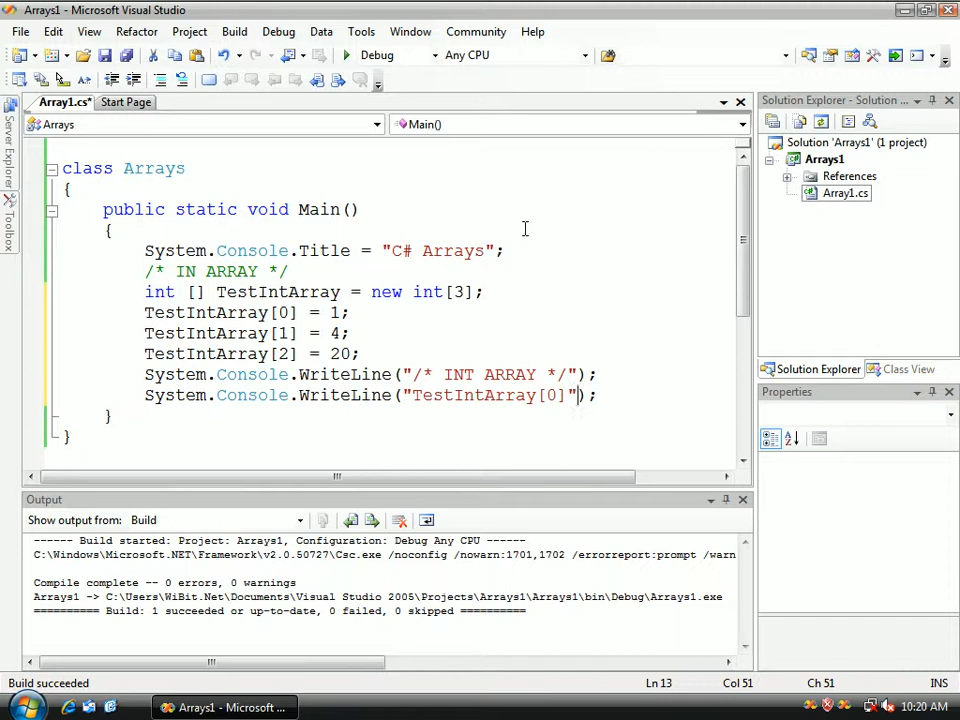 Arrays1 - Microsoft Visual Studio
File Edit View Refactor Project Build Debug Data Tools Window Community Help
Debug Any CPU
Array1.cs* Start Page
Arrays Main()
Server Explorer
Toolbox
class Arrays
{
public static void Main()
{
System.Console.Title = "C# Arrays";
/* IN ARRAY */
int [] TestIntArray = new int[3];
TestIntArray[0] = 1;
TestIntArray[1] = 4;
TestIntArray[2] = 20;
System.Console.WriteLine("/* INT ARRAY */");
System.Console.WriteLine("TestIntArray[0]");
}
}
Solution Explorer - Solution ...
Solution 'Arrays1' (1 project)
Arrays1
References
Array1.cs
Solution Explorer Class View
Properties
Output
Show output from: Build
------ Build started: Project: Arrays1, Configuration: Debug Any CPU ------
C:\Windows\Microsoft.NET\Framework\v2.0.50727\Csc.exe /noconfig /nowarn:1701,1702 /errorreport:prompt /warn
Compile complete -- 0 errors, 0 warnings
Arrays1 -> C:\Users\WiBit.Net\Documents\Visual Studio 2005\Projects\Arrays1\Arrays1\bin\Debug\Arrays1.exe
========== Build: 1 succeeded or up-to-date, 0 failed, 0 skipped ==========
Build succeeded Ln 13 Col 51 Ch 51 INS
Arrays1 - Microsoft ... 10:20 AM